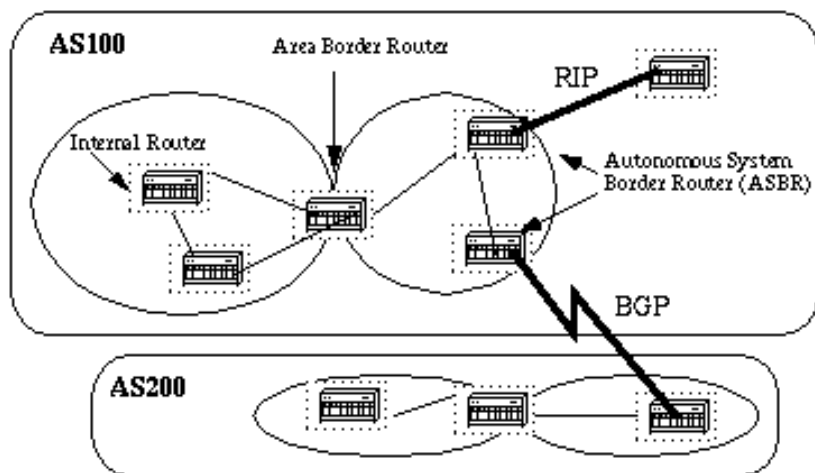 AS100
Area Border Router
RIP
Internal Router
Autonomous System
Border Router (ASBR)
BGP
AS200